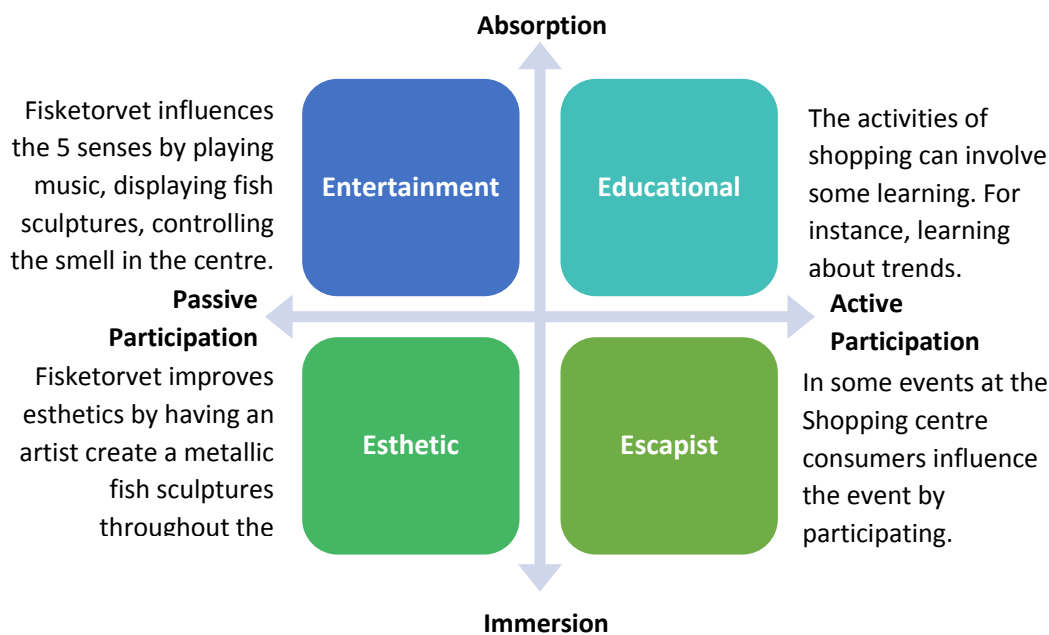 Absorption
Fisketorvet influences
the 5 senses by playing
music, displaying fish
sculptures, controlling
the smell in the centre.
Entertainment
Educational
The activities of
shopping can involve
some learning. For
instance, learning
about trends.
Passive
Participation
Active
Participation
Fisketorvet improves
esthetics by having an
artist create a metallic
fish sculptures
throughout the
Esthetic
Escapist
In some events at the
Shopping centre
consumers influence
the event by
participating.
Immersion